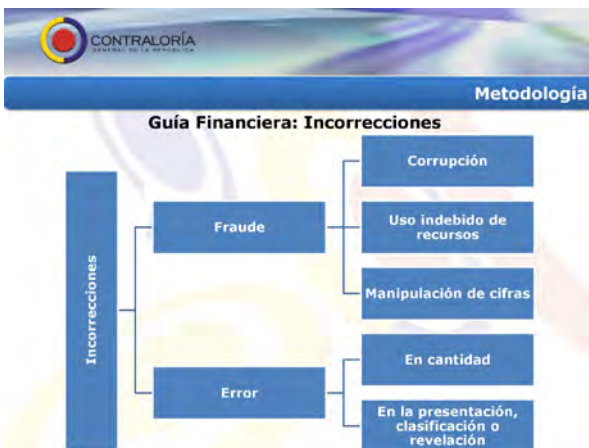 CONTRALORÍA
GENERAL DE LA REPÚBLICA
Metodología
Guía Financiera: Incorrecciones
Incorrecciones
Fraude
Corrupción
Uso indebido de
recursos
Manipulación de cifras
Error
En cantidad
En la presentación,
clasificación o
revelación